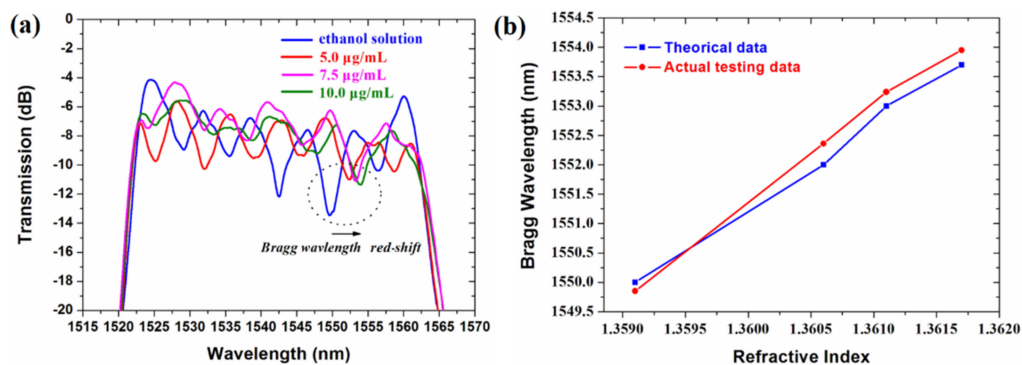 (a)
0
-2
-4
-6
-8
-10
-12
-14
-16
-18
-20
Transmission (dB)
ethanol solution
5.0 µg/mL
7.5 µg/mL
10.0 µg/mL
Bragg wavlength red-shift
1515 1520 1525 1530 1535 1540 1545 1550 1555 1560 1565 1570
Wavelength (nm)
(b)
1554.5
1554.0
1553.5
1553.0
1552.5
1552.0
1551.5
1551.0
1550.5
1550.0
1549.5
Bragg Wavelength (nm)
Theorical data
Actual testing data
1.3590 1.3595 1.3600 1.3605 1.3610 1.3615 1.3620
Refractive Index